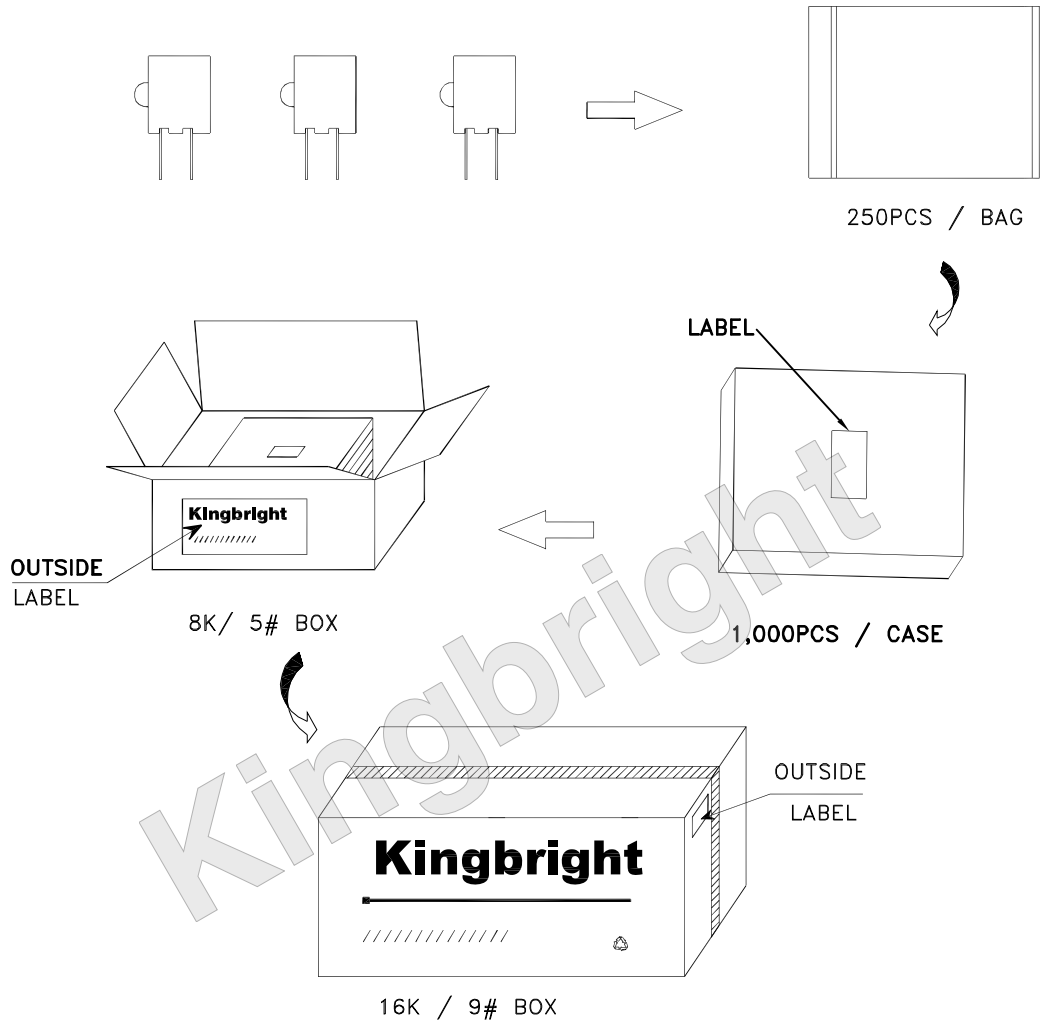 250PCS / BAG
LABEL
Kingbright
OUTSIDE
LABEL
8K/ 5# BOX
1,000PCS / CASE
OUTSIDE
LABEL
Kingbright
16K / 9# BOX
Kingbright